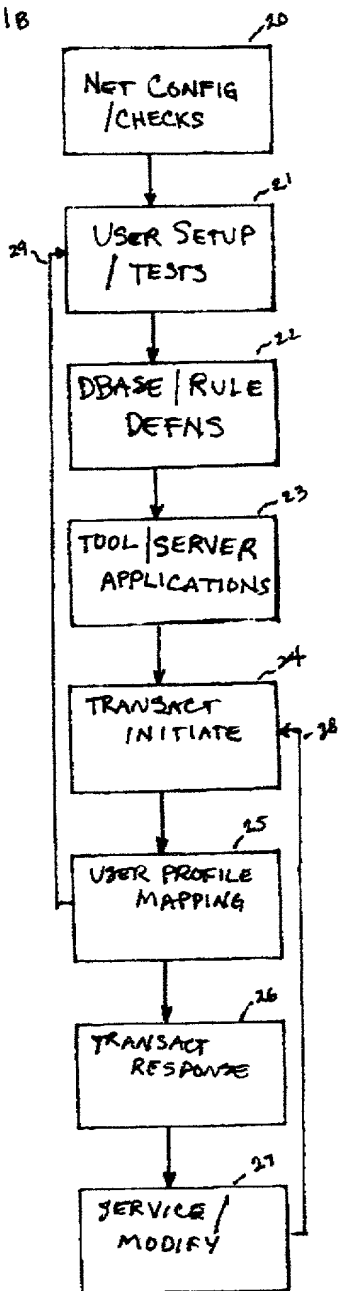 1B
20
NET CONFIG
/CHECKS
21
29
USER SETUP
/ TESTS
22
DBASE / RULE
DEFNS
23
TOOL / SERVER
APPLICATIONS
24
TRANSACT
INITIATE
28
25
USER PROFILE
MAPPING
26
TRANSACT
RESPONSE
27
SERVICE /
MODIFY